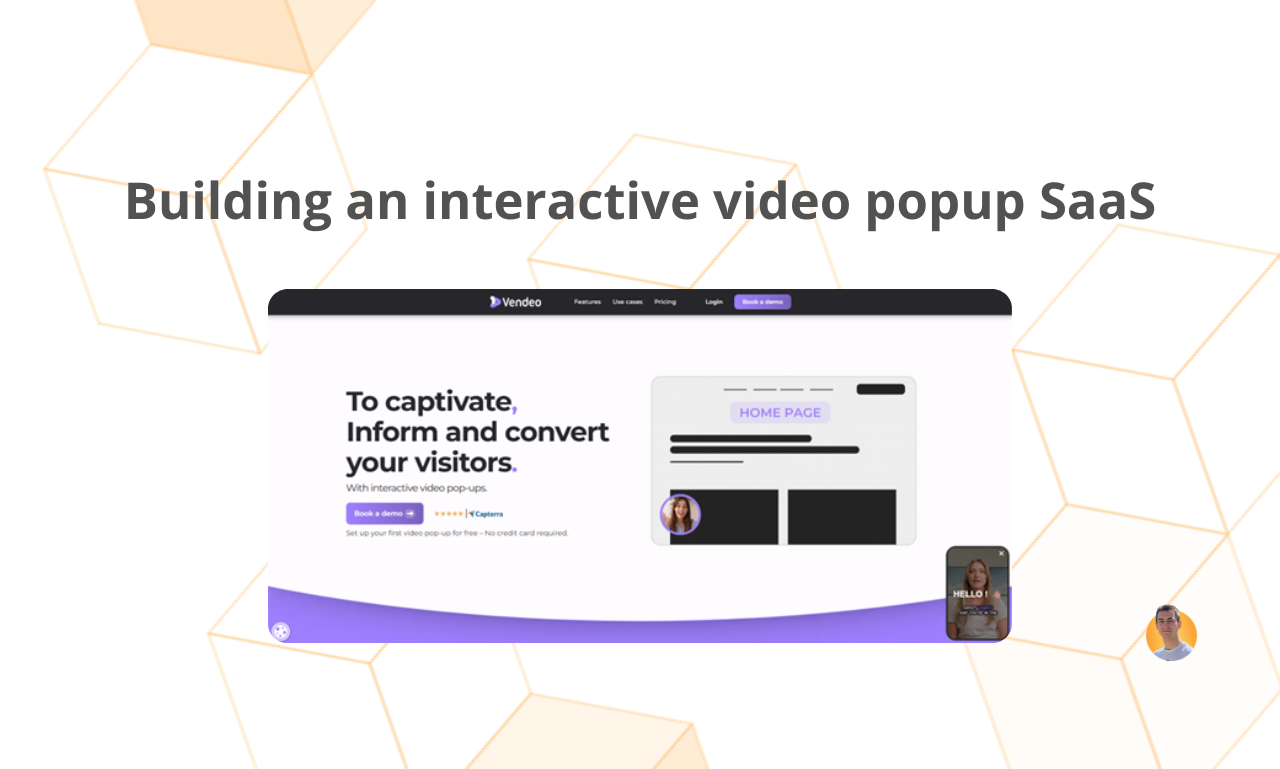 Building an interactive video popup SaaS
Vendeo Features Use cases Pricing Login Book a demo
To captivate,
Inform and convert
your visitors.
With interactive video pop-ups.
Book a demo
Capterra
Set up your first video pop-up for free – No credit card required.
HOME PAGE
HELLO !